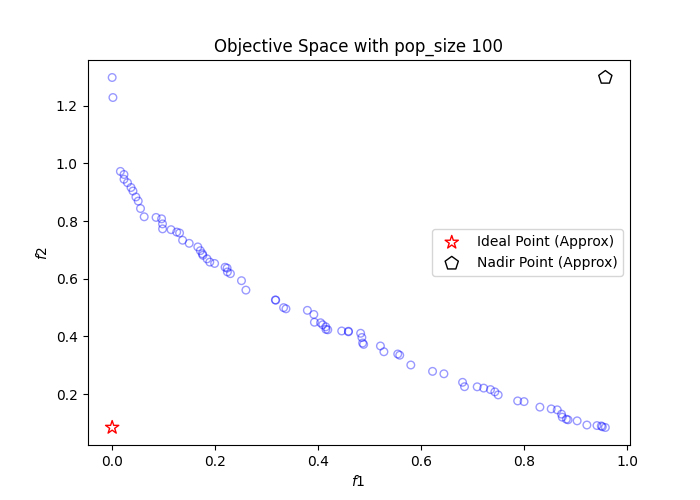 Objective Space with pop_size 100
f2
1.2
1.0
0.8
0.6
0.4
0.2
Ideal Point (Approx)
Nadir Point (Approx)
0.0
0.2
0.4
0.6
0.8
1.0
f1